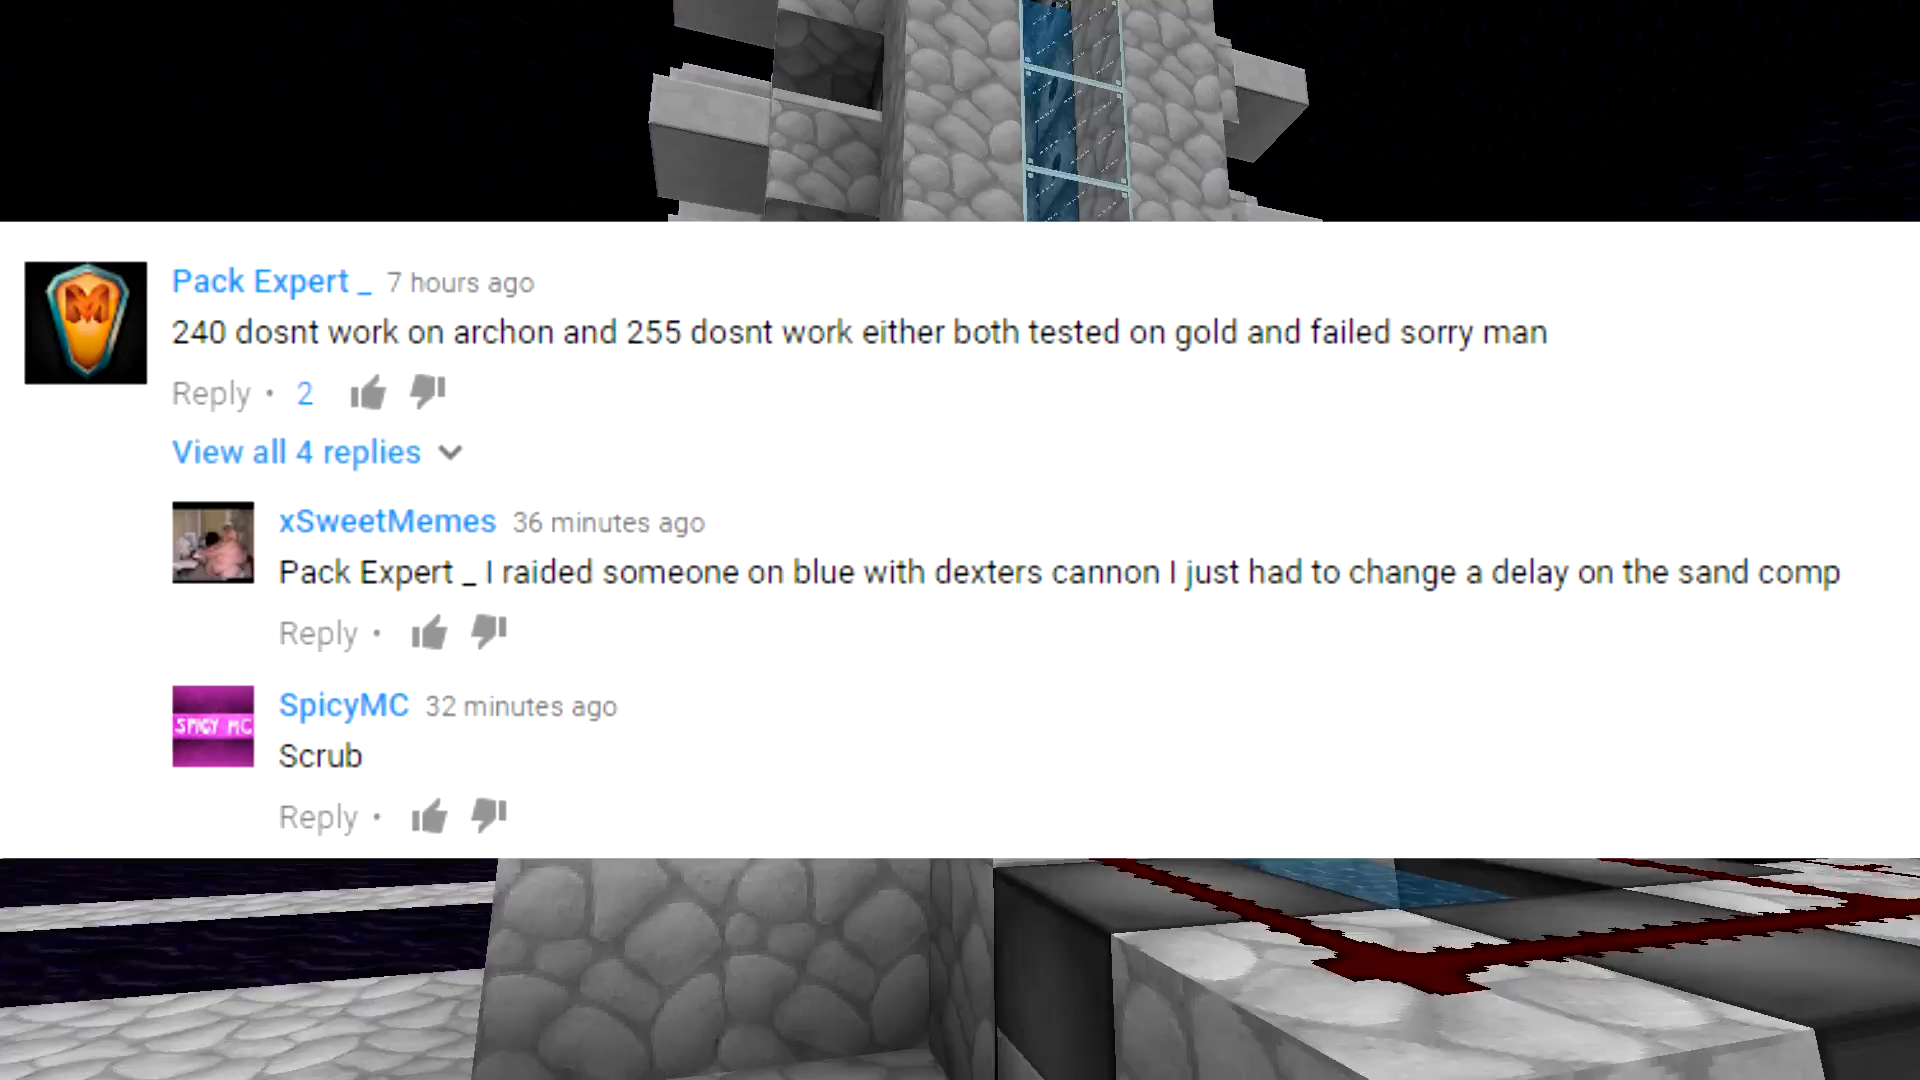 Pack Expert _ 7 hours ago
240 dosnt work on archon and 255 dosnt work either both tested on gold and failed sorry man
Reply • 2
View all 4 replies
xSweetMemes 36 minutes ago
Pack Expert _ I raided someone on blue with dexters cannon I just had to change a delay on the sand comp
Reply •
SPICY MC
SpicyMC 32 minutes ago
Scrub
Reply •